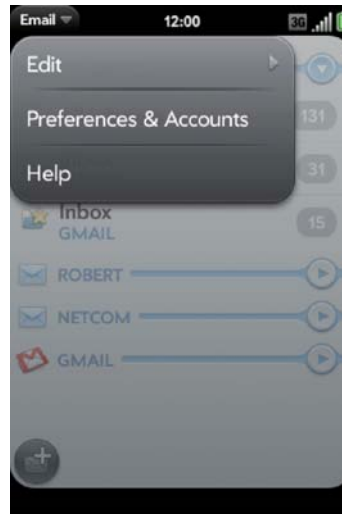 Email 12:00 3G
Edit
131
Preferences & Accounts
31
Help
Inbox 15
GMAIL
ROBERT
NETCOM
GMAIL